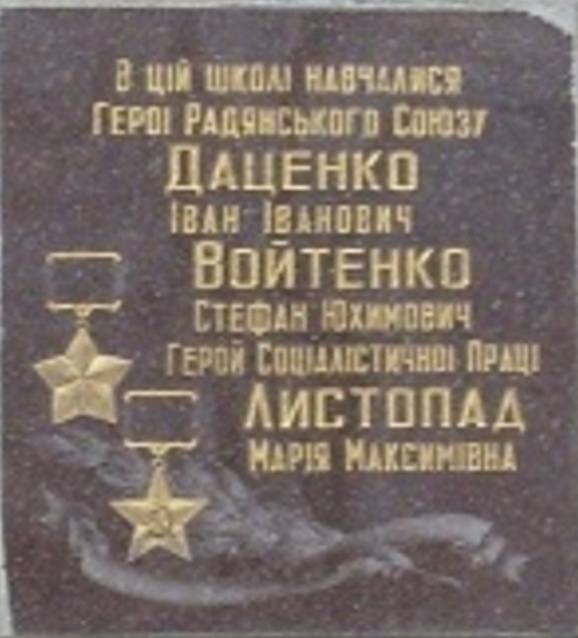 В цій школі навчалися
Герої Радянського Союзу
Даценко
Іван Іванович
Войтенко
Стефан Юхимович
Герой Соціалістичної Праці
Листопад
Марія Максимівна